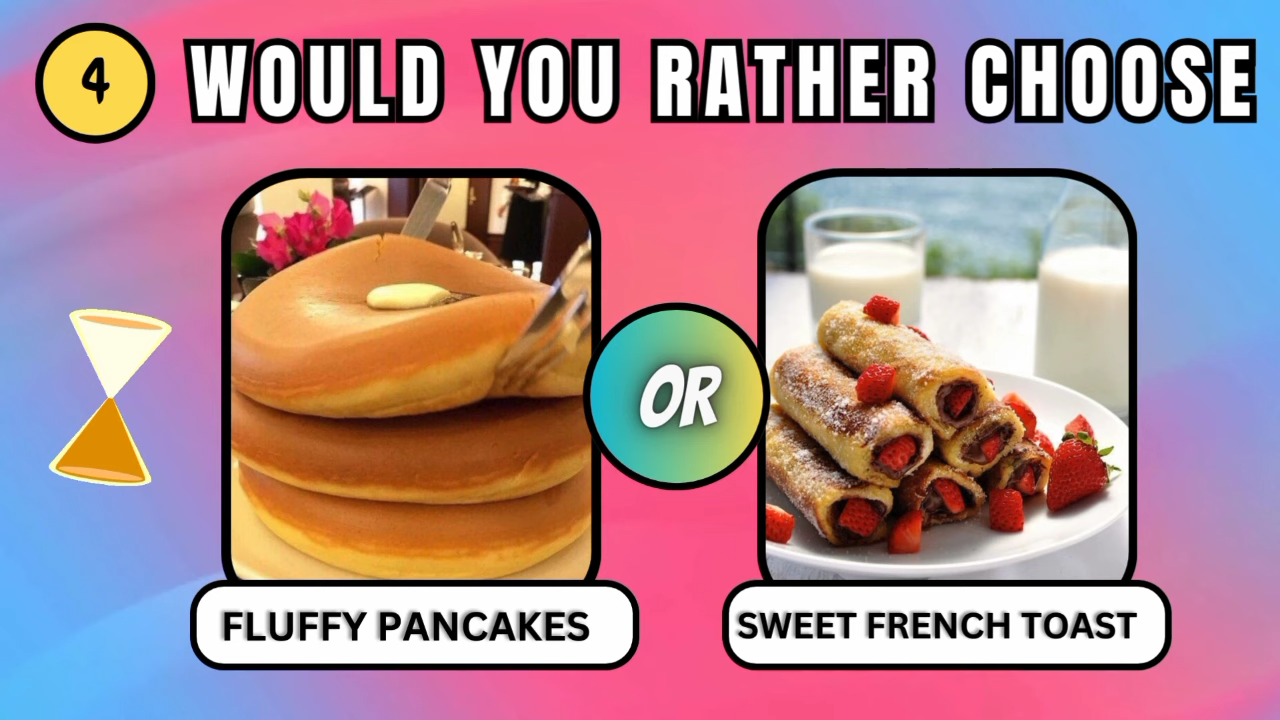 4
WOULD YOU RATHER CHOOSE
OR
FLUFFY PANCAKES
SWEET FRENCH TOAST